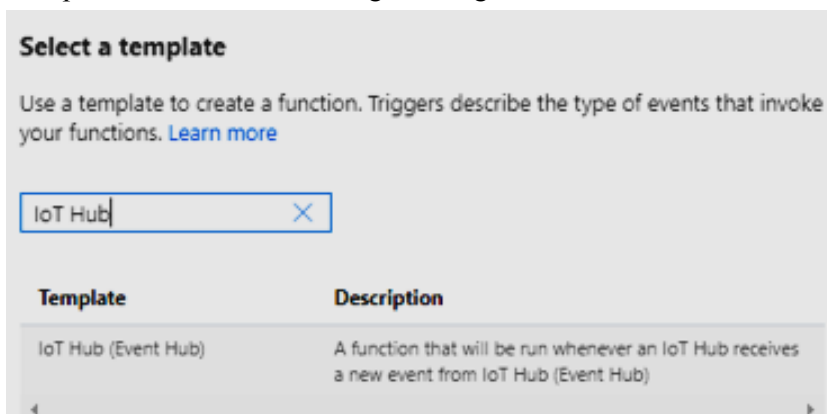 Select a template
Use a template to create a function. Triggers describe the type of events that invoke
your functions. Learn more
IoT Hub
Template Description
IoT Hub (Event Hub) A function that will be run whenever an IoT Hub receives
a new event from IoT Hub (Event Hub)